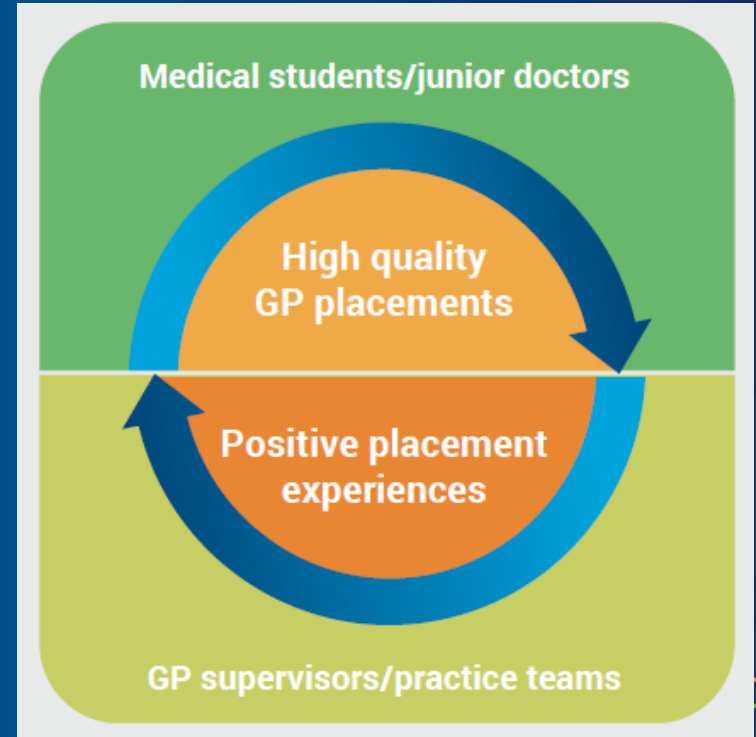 Medical students/junior doctors
High quality
GP placements
Positive placement
experiences
GP supervisors/practice teams